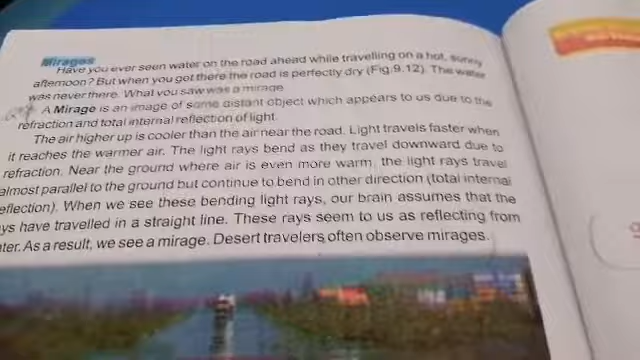 Mirages
Have you ever seen water on the road ahead while travelling on a hot, sunny
afternoon? But when you get there the road is perfectly dry (Fig.9.12). The water
was never there. What you saw was a mirage.
A Mirage is an image of some distant object which appears to us due to the
refraction and total internal reflection of light.
The air higher up is cooler than the air near the road. Light travels faster when
it reaches the warmer air. The light rays bend as they travel downward due to
refraction. Near the ground where air is even more warm, the light rays travel
almost parallel to the ground but continue to bend in other direction (total internal
eflection). When we see these bending light rays, our brain assumes that the
ys have travelled in a straight line. These rays seem to us as reflecting from
ter. As a result, we see a mirage. Desert travelers often observe mirages.